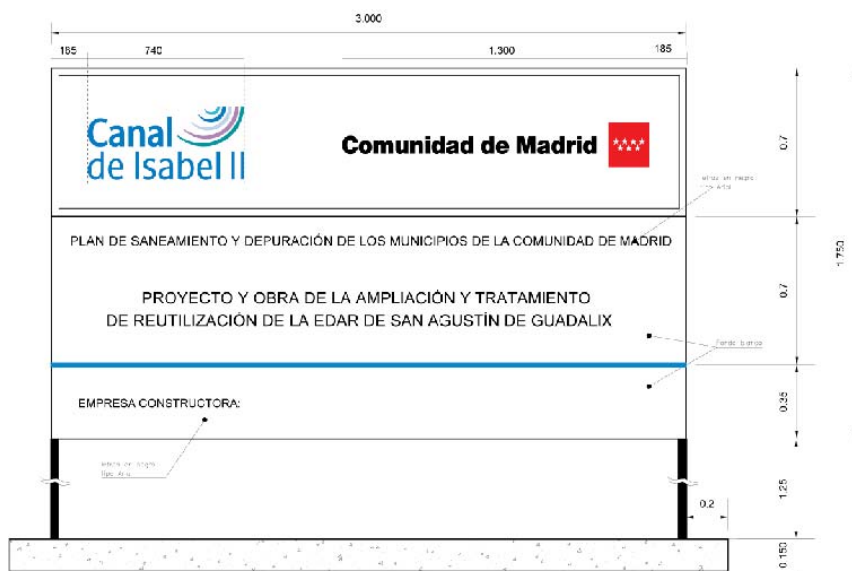 3.000
165 740 1.300 185
Canal
de Isabel II
Comunidad de Madrid
0.7
PLAN DE SANEAMIENTO Y DEPURACIÓN DE LOS MUNICIPIOS DE LA COMUNIDAD DE MADRID
1.750
0.7
PROYECTO Y OBRA DE LA AMPLIACIÓN Y TRATAMIENTO
DE REUTILIZACIÓN DE LA EDAR DE SAN AGUSTÍN DE GUADALIX
EMPRESA CONSTRUCTORA:
0.35
1.25
0.2
0.150